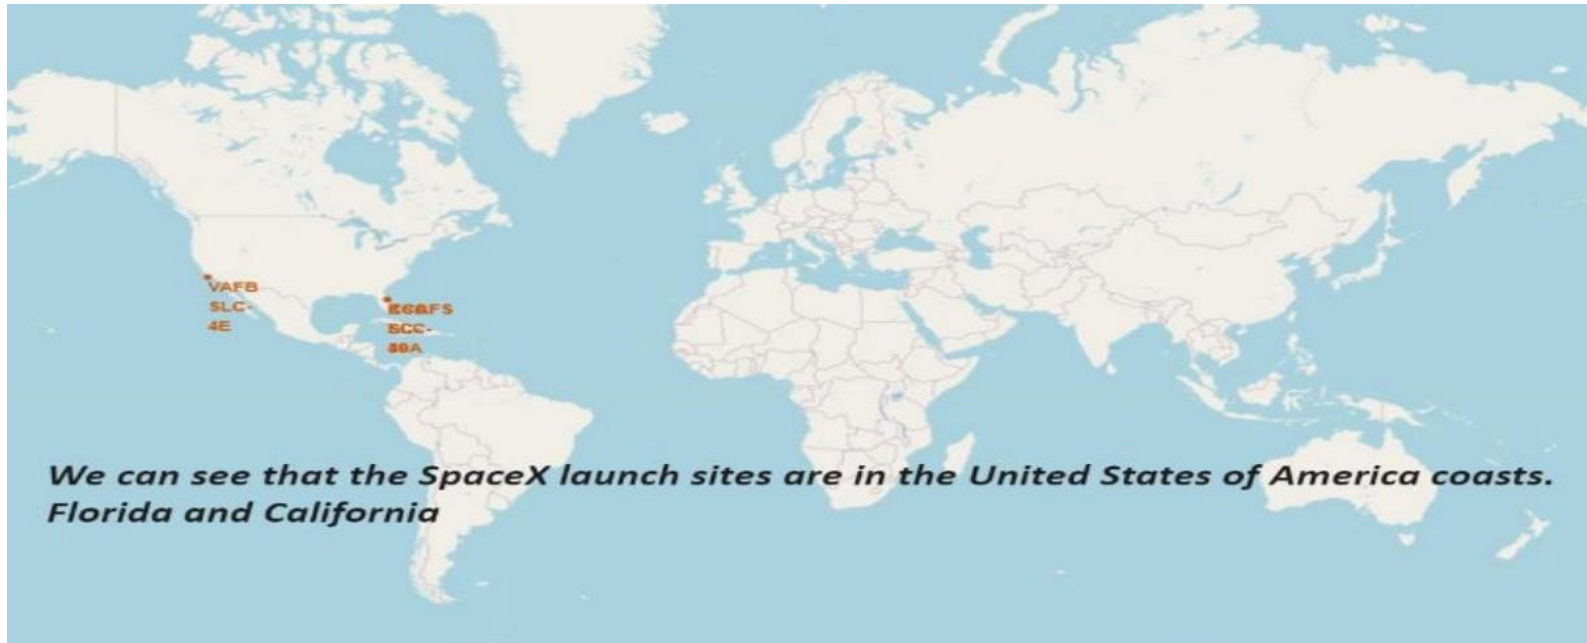 VAFB
SLC-
4E
We can see that the SpaceX launch sites are in the United States of America coasts.
Florida and California